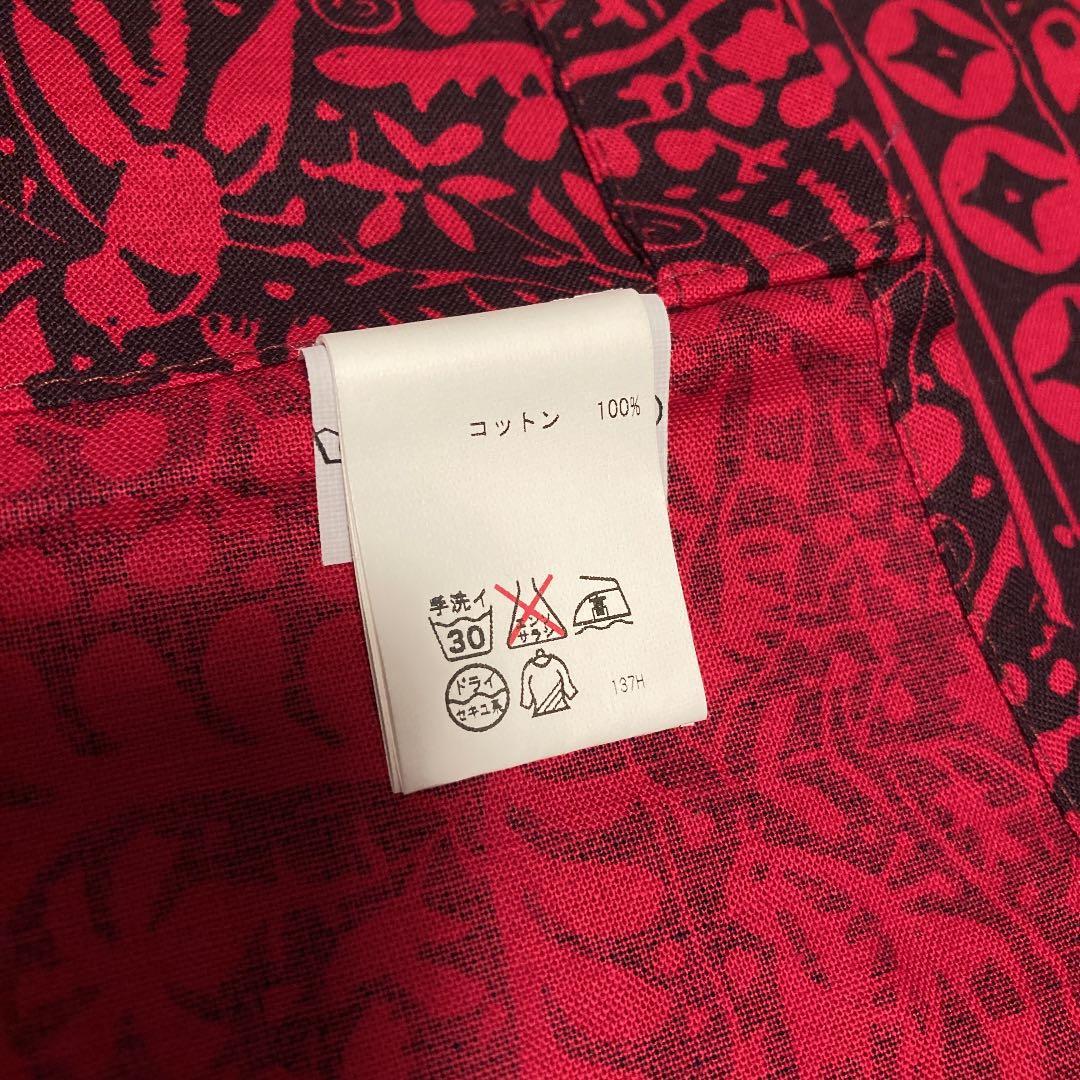 コットン 100%
手洗イ
30
エンソ
サラシ
高
ドライ
セキユ系
137H